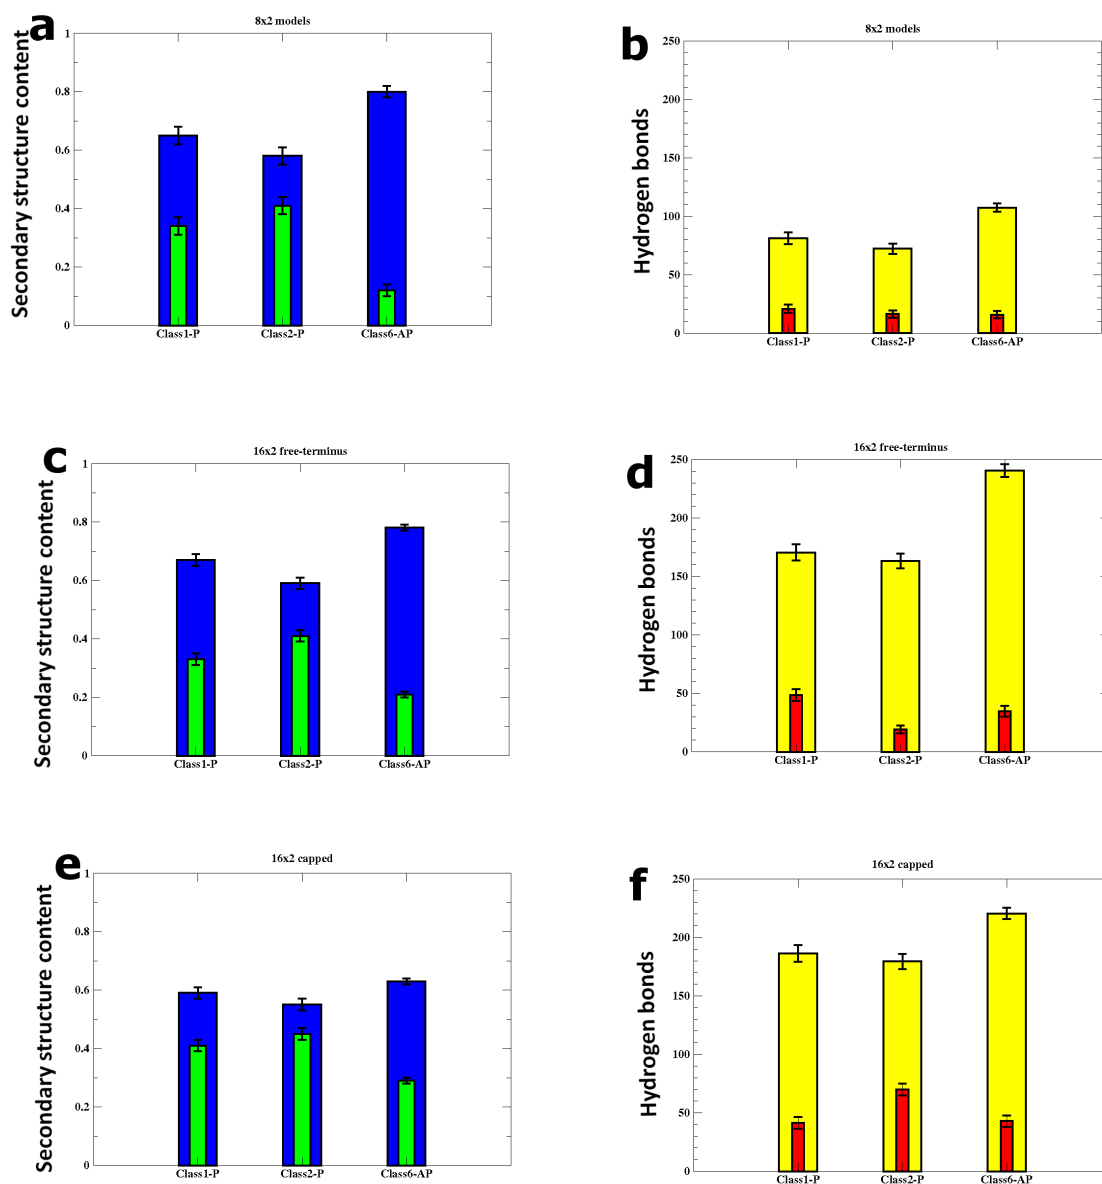 a
8x2 models
Secondary structure content
1
0.8
0.6
0.4
0.2
0
Class1-P Class2-P Class6-AP
b
8x2 models
Hydrogen bonds
250
200
150
100
50
0
Class1-P Class2-P Class6-AP
c
16x2 free-terminus
Secondary structure content
1
0.8
0.6
0.4
0.2
0
Class1-P Class2-P Class6-AP
d
16x2 free-terminus
Hydrogen bonds
250
200
150
100
50
0
Class1-P Class2-P Class6-AP
e
16x2 capped
Secondary structure content
1
0.8
0.6
0.4
0.2
0
Class1-P Class2-P Class6-AP
f
16x2 capped
Hydrogen bonds
250
200
150
100
50
0
Class1-P Class2-P Class6-AP